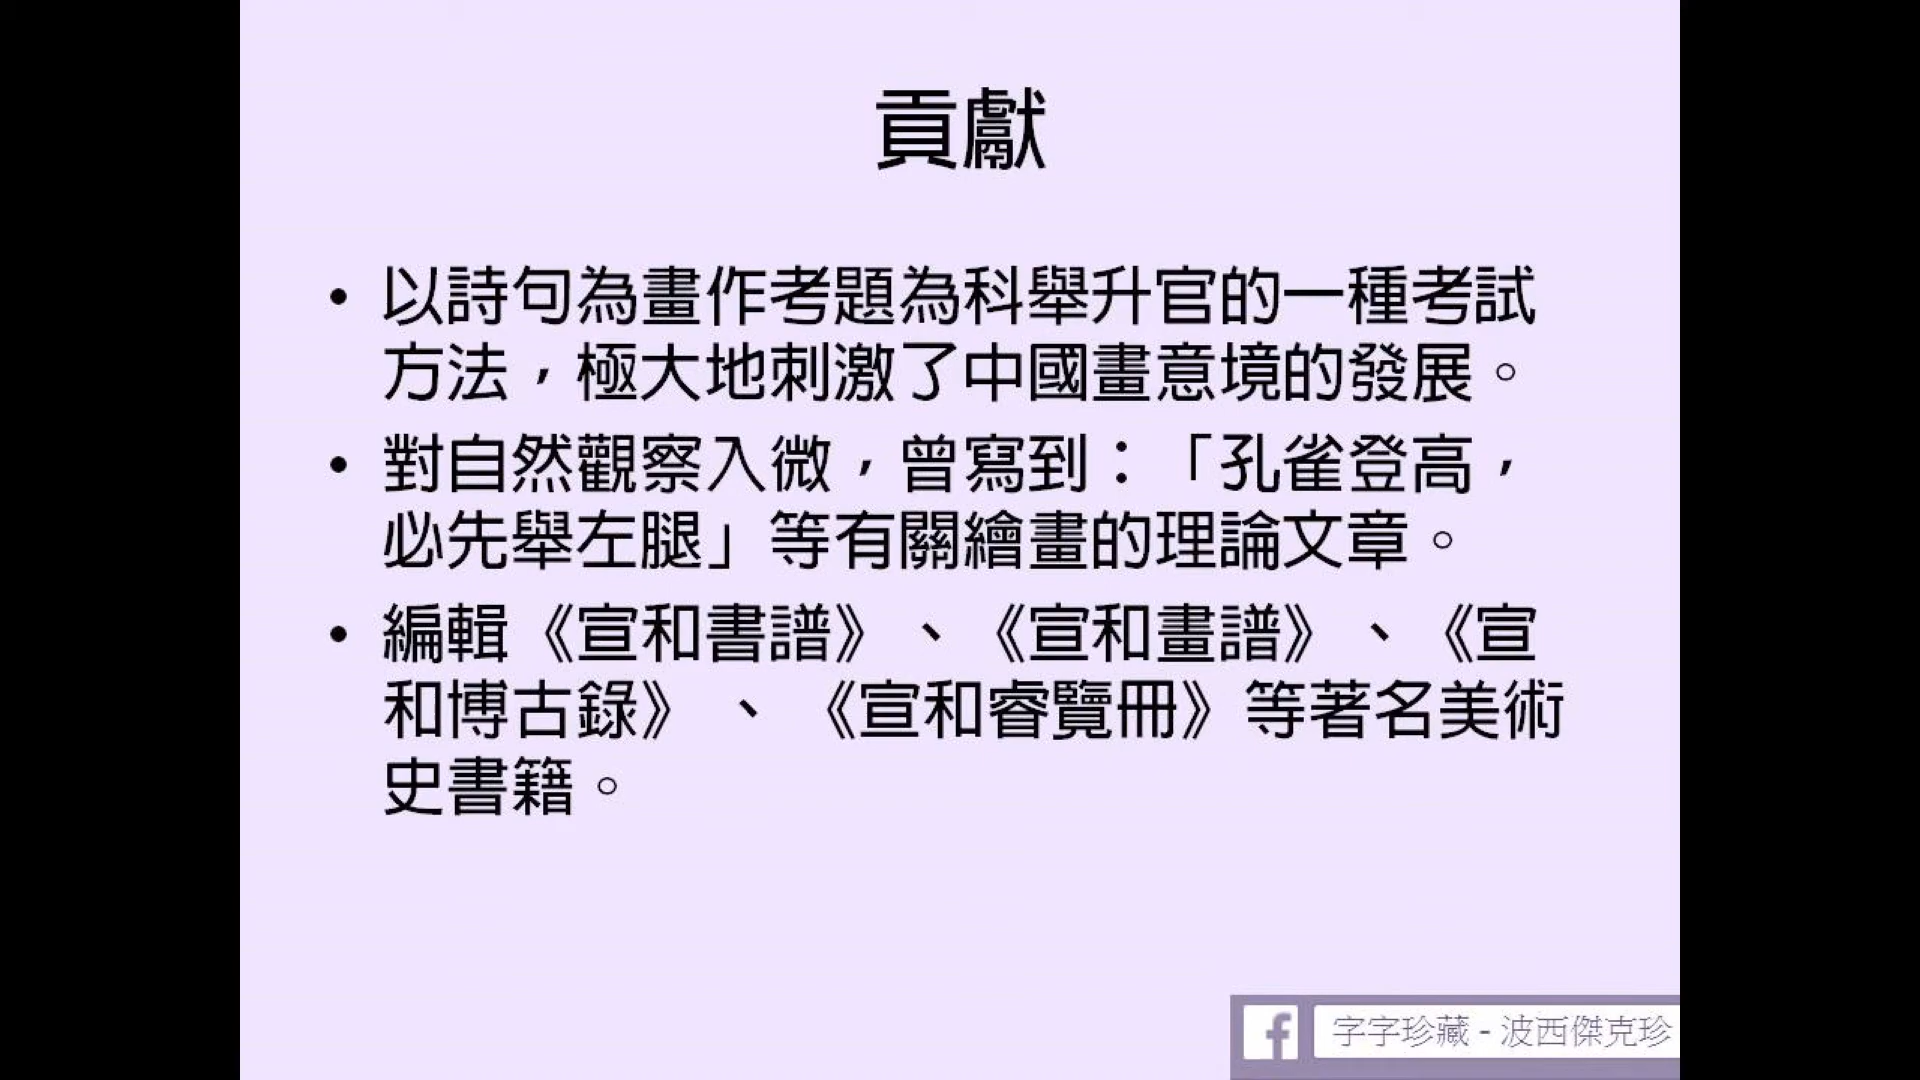 貢獻
• 以詩句為畫作考題為科舉升官的一種考試
方法，極大地刺激了中國畫意境的發展。
• 對自然觀察入微，曾寫到：「孔雀登高，
必先舉左腿」等有關繪畫的理論文章。
• 編輯《宣和書譜》、《宣和畫譜》、《宣
和博古錄》、《宣和睿覽冊》等著名美術
史書籍。
f 字字珍藏 - 波西傑克珍